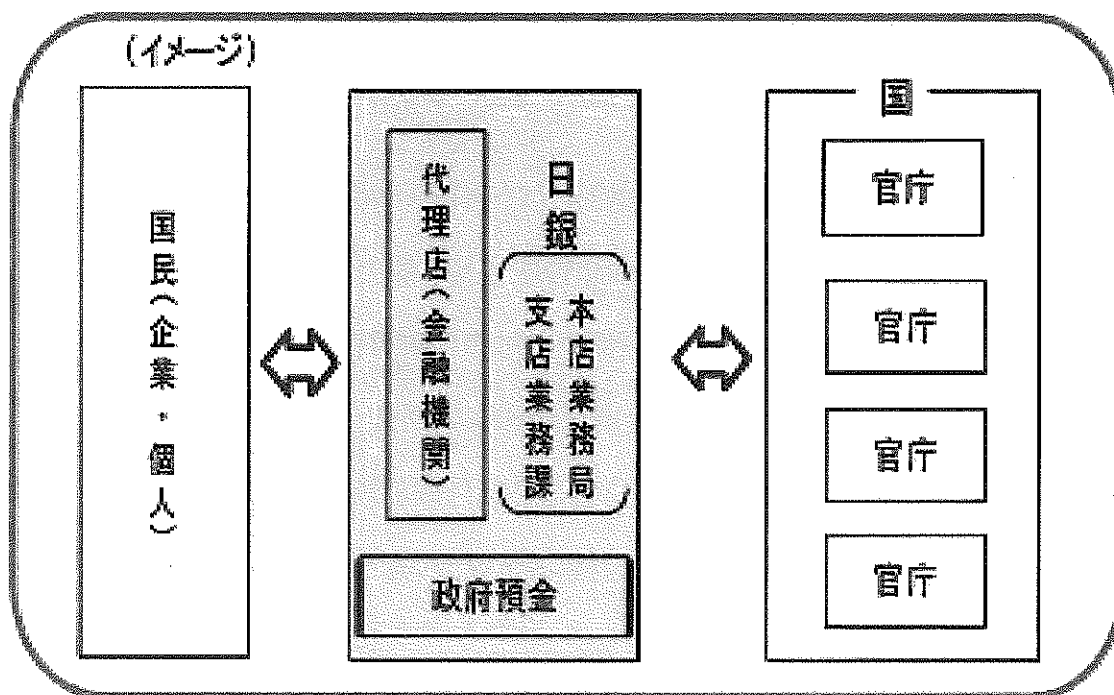 (イメージ)
国民(企業・個人)
代理店(金融機関)
日銀
本店業務局
支店業務課
政府預金
国
官庁
官庁
官庁
官庁